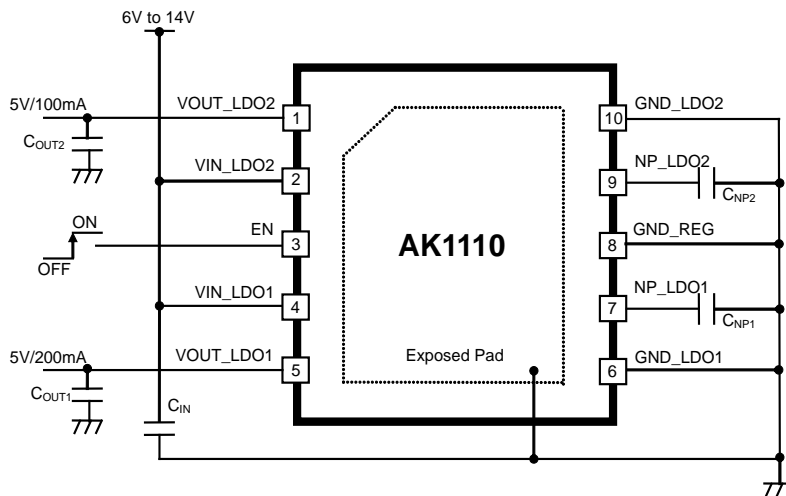 6V to 14V
5V/100mA
VOUT_LDO2
1
10
GND_LDO2
COUT2
VIN_LDO2
2
9
NP_LDO2
CNP2
ON
OFF
EN
3
AK1110
8
GND_REG
VIN_LDO1
4
7
NP_LDO1
CNP1
5V/200mA
VOUT_LDO1
5
Exposed Pad
6
GND_LDO1
COUT1
CIN